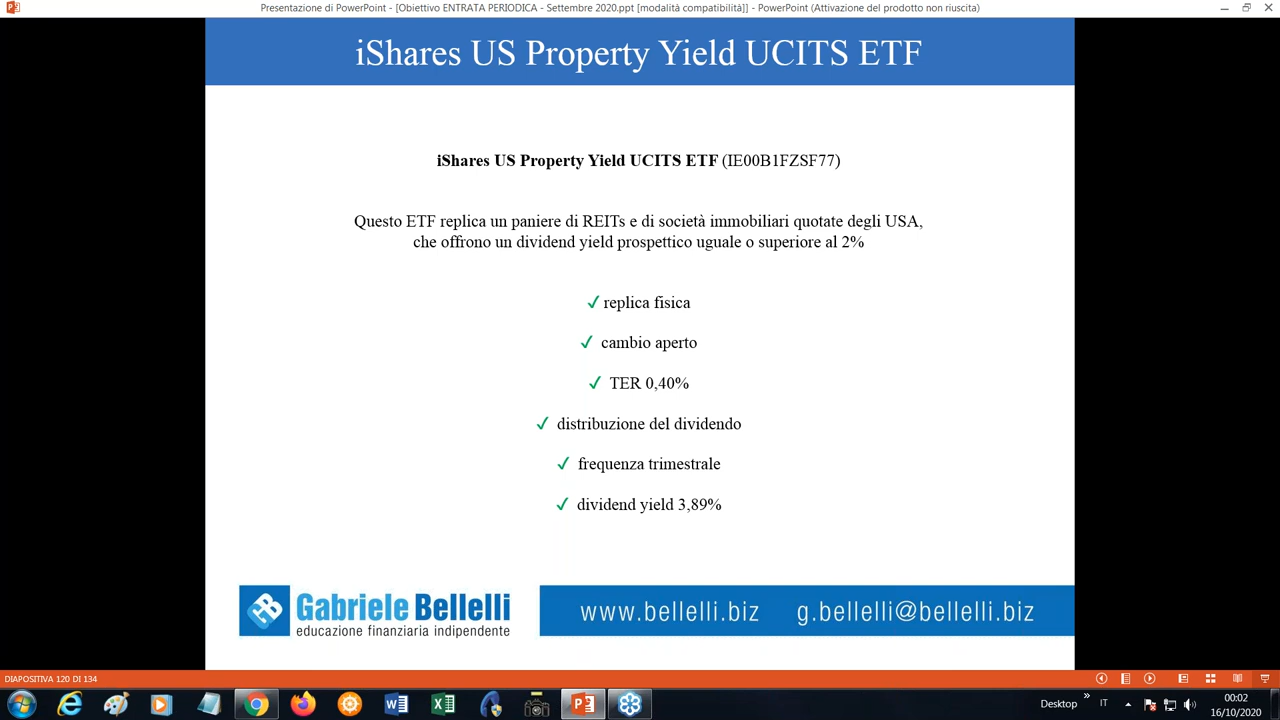 Presentazione di PowerPoint - [Obiettivo ENTRATA PERIODICA - Settembre 2020.ppt [modalità compatibilità]] - PowerPoint (Attivazione del prodotto non riuscita)
iShares US Property Yield UCITS ETF
iShares US Property Yield UCITS ETF (IE00B1FZSF77)
Questo ETF replica un paniere di REITs e di società immobiliari quotate degli USA,
che offrono un dividend yield prospettico uguale o superiore al 2%
✓ replica fisica
✓ cambio aperto
✓ TER 0,40%
✓ distribuzione del dividendo
✓ frequenza trimestrale
✓ dividend yield 3,89%
Gabriele Bellelli
educazione finanziaria indipendente
www.bellelli.biz g.bellelli@bellelli.biz
DIAPOSITIVA 120 DI 134
Desktop » IT 00:02
16/10/2020